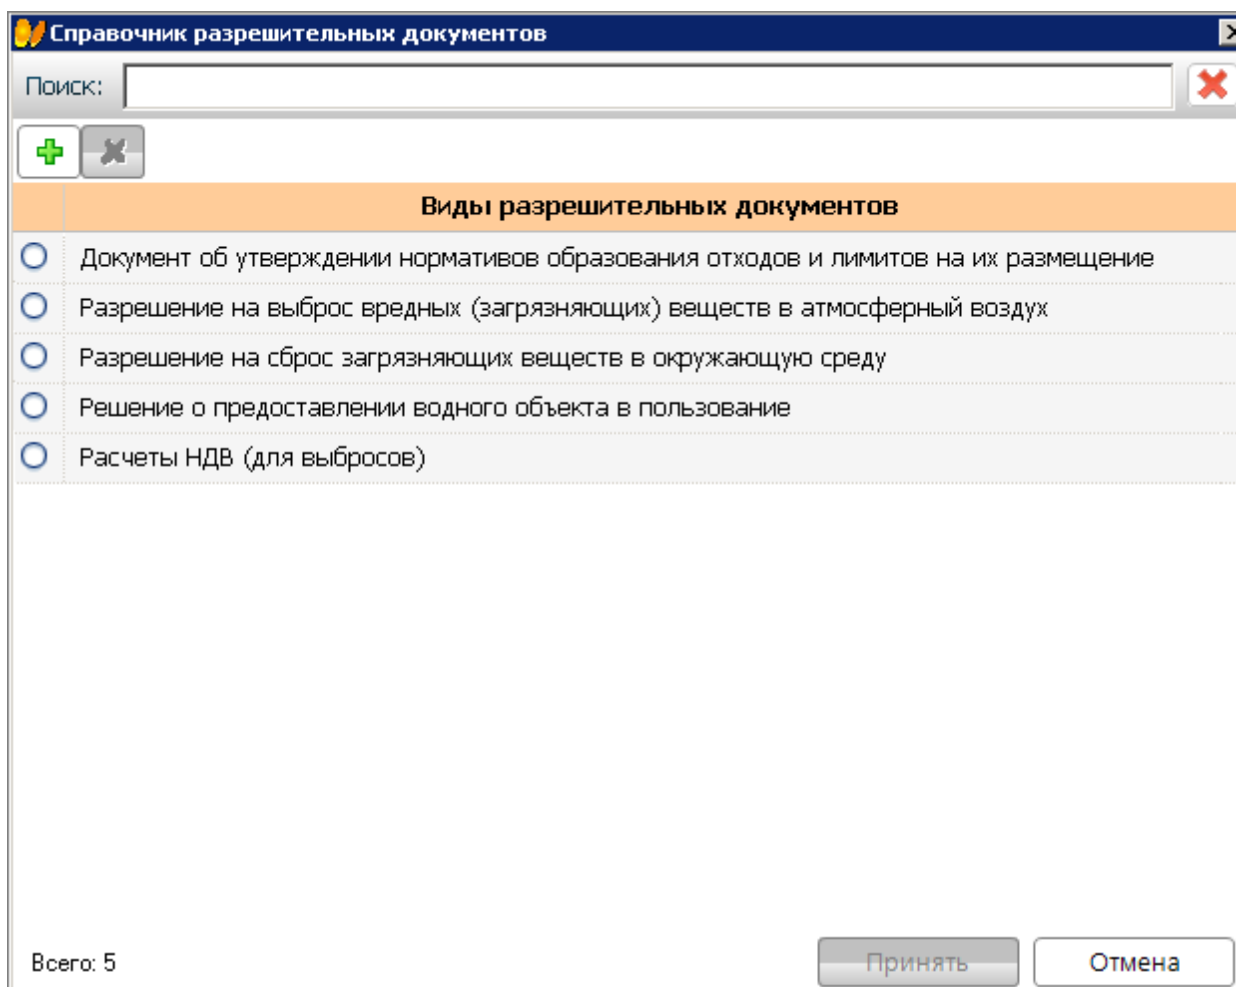 Справочник разрешительных документов
Поиск:
Виды разрешительных документов
Документ об утверждении нормативов образования отходов и лимитов на их размещение
Разрешение на выброс вредных (загрязняющих) веществ в атмосферный воздух
Разрешение на сброс загрязняющих веществ в окружающую среду
Решение о предоставлении водного объекта в пользование
Расчеты НДВ (для выбросов)
Всего: 5
Принять
Отмена